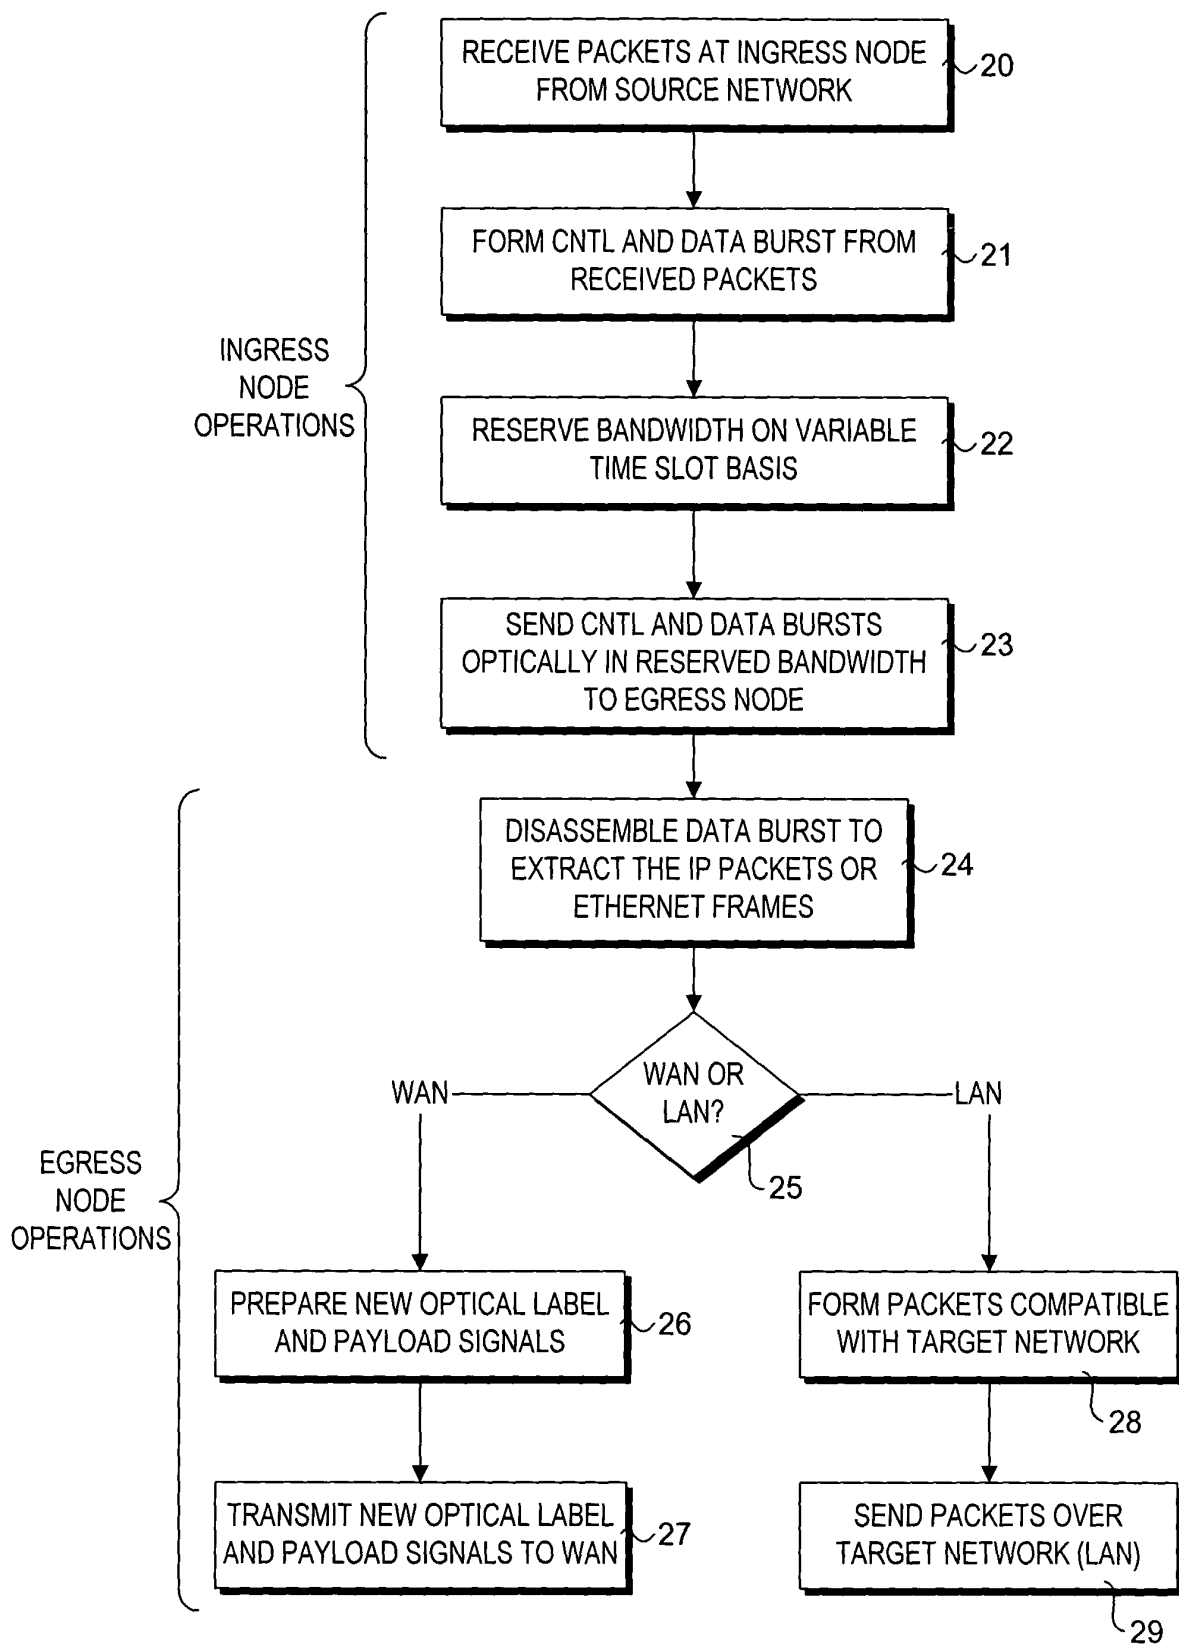 RECEIVE PACKETS AT INGRESS NODE
FROM SOURCE NETWORK
20
FORM CNTL AND DATA BURST FROM
RECEIVED PACKETS
21
INGRESS
NODE
OPERATIONS
RESERVE BANDWIDTH ON VARIABLE
TIME SLOT BASIS
22
SEND CNTL AND DATA BURSTS
OPTICALLY IN RESERVED BANDWIDTH
TO EGRESS NODE
23
DISASSEMBLE DATA BURST TO
EXTRACT THE IP PACKETS OR
ETHERNET FRAMES
24
WAN OR
LAN?
25
WAN
LAN
EGRESS
NODE
OPERATIONS
PREPARE NEW OPTICAL LABEL
AND PAYLOAD SIGNALS
26
FORM PACKETS COMPATIBLE
WITH TARGET NETWORK
28
TRANSMIT NEW OPTICAL LABEL
AND PAYLOAD SIGNALS TO WAN
27
SEND PACKETS OVER
TARGET NETWORK (LAN)
29